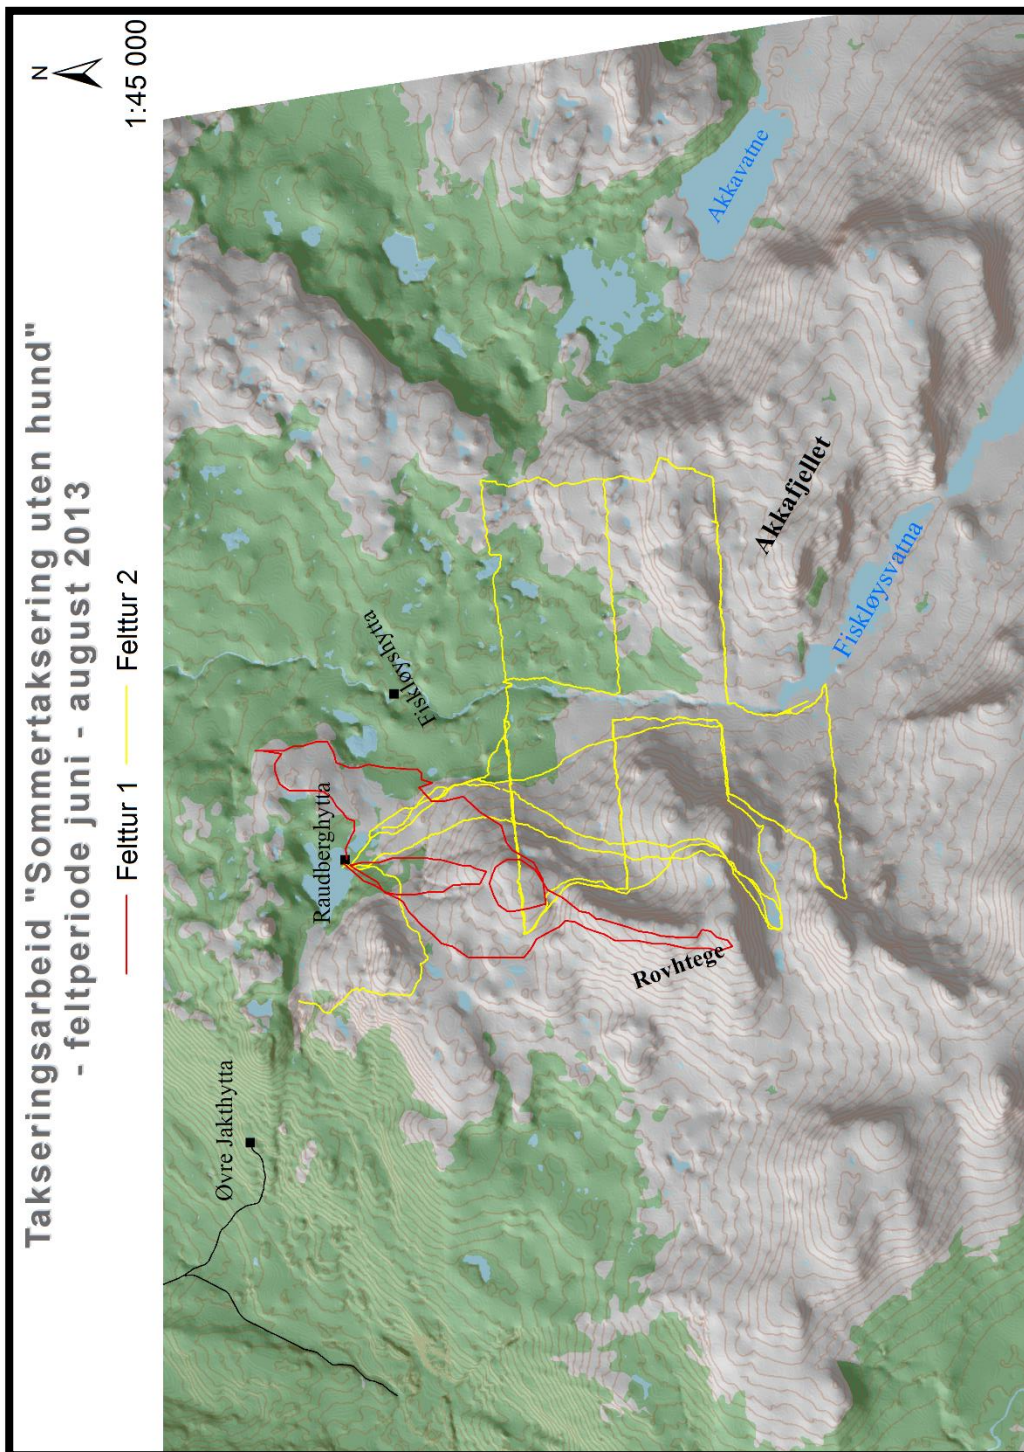 Takseringsarbeid "Sommertaksering uten hund"
- feltperiode juni - august 2013
Felttur 1
Felttur 2
N
1:45 000
Øvre Jakthytta
Raudberghytta
Fiskløyshytta
Rovhtege
Akkafjellet
Fiskløysvatna
Akkavatne